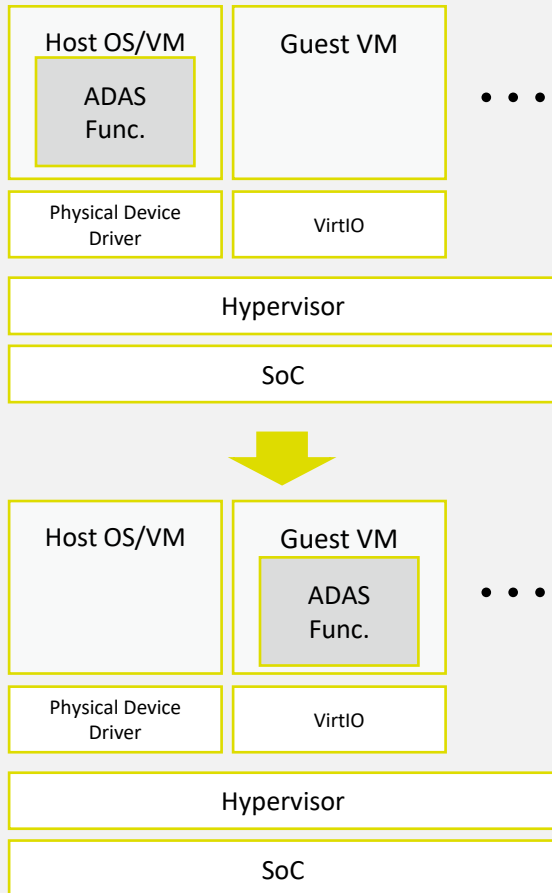 Host OS/VM
Guest VM
ADAS
Func.
• • •
Physical Device
Driver
VirtIO
Hypervisor
SoC
Host OS/VM
Guest VM
ADAS
Func.
• • •
Physical Device
Driver
VirtIO
Hypervisor
SoC